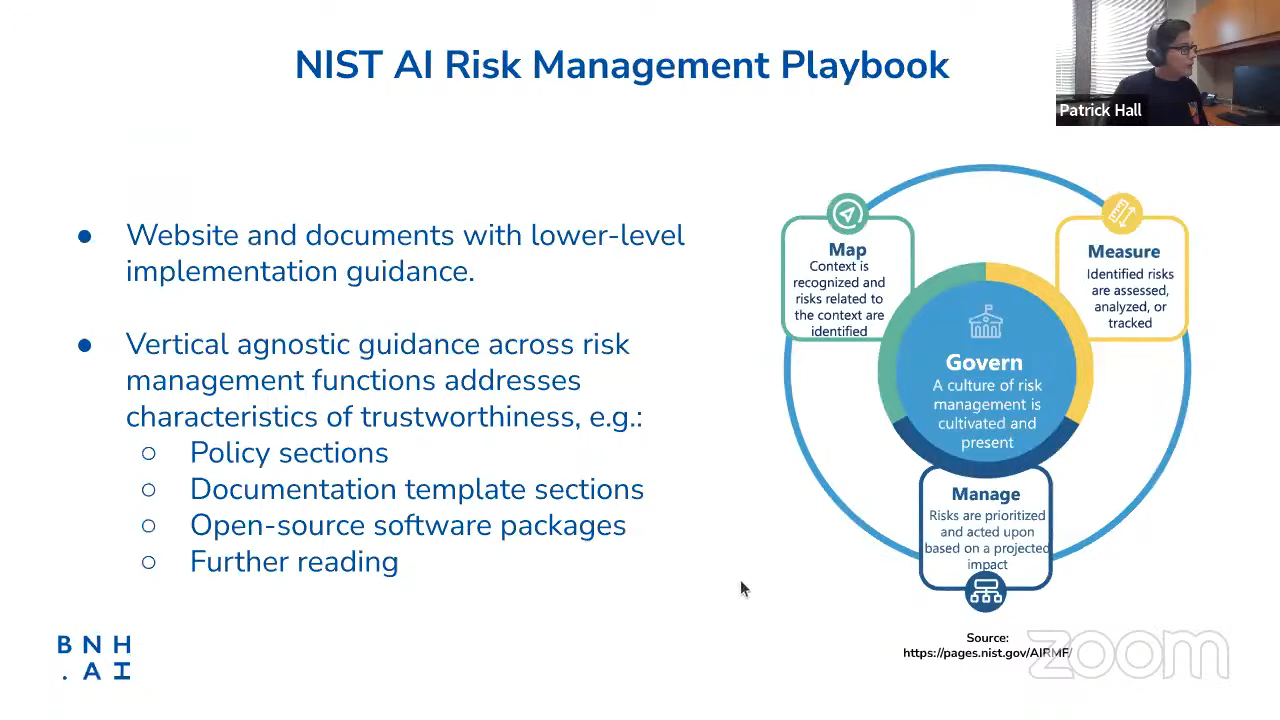 NIST AI Risk Management Playbook
Patrick Hall
● Website and documents with lower-level
implementation guidance.
● Vertical agnostic guidance across risk
management functions addresses
characteristics of trustworthiness, e.g.:
○ Policy sections
○ Documentation template sections
○ Open-source software packages
○ Further reading
Map
Context is
recognized and
risks related to
the context are
identified
Measure
Identified risks
are assessed,
analyzed, or
tracked
Govern
A culture of risk
management is
cultivated and
present
Manage
Risks are prioritized
and acted upon
based on a projected
impact
Source:
https://pages.nist.gov/AIRMF/
BNH
.AI
zoom